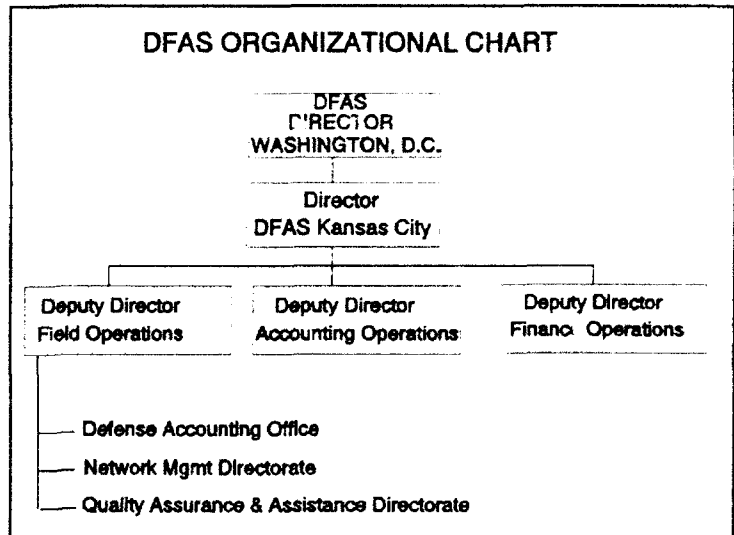 DFAS ORGANIZATIONAL CHART
DFAS
DIRECTOR
WASHINGTON, D.C.
Director
DFAS Kansas City
Deputy Director
Field Operations
Deputy Director
Accounting Operations
Deputy Director
Financ Operations
Defense Accounting Office
Network Mgmt Directorate
Quality Assurance & Assistance Directorate